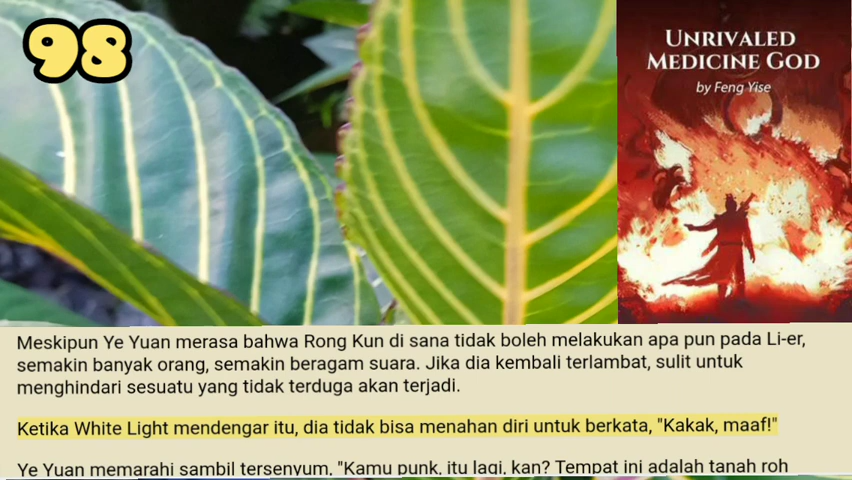 98
UNRIVALED
MEDICINE GOD
by Feng Yise
Meskipun Ye Yuan merasa bahwa Rong Kun di sana tidak boleh melakukan apa pun pada Li-er,
semakin banyak orang, semakin beragam suara. Jika dia kembali terlambat, sulit untuk
menghindari sesuatu yang tidak terduga akan terjadi.
Ketika White Light mendengar itu, dia tidak bisa menahan diri untuk berkata, "Kakak, maaf!"
Ye Yuan memarahi sambil tersenyum, "Kamu punk, itu lagi, kan? Tempat ini adalah tanah roh